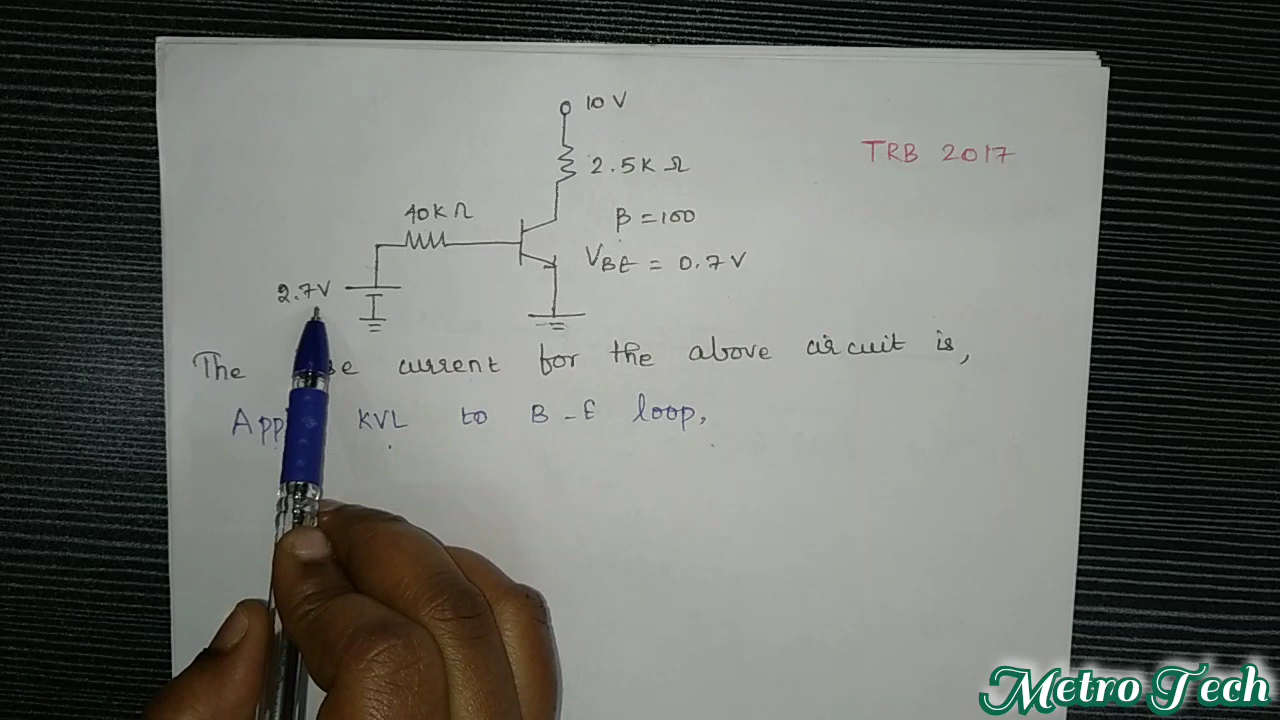 10 V
TRB 2017
2.5K Ω
40K Ω
β = 100
VBE = 0.7 V
2.7V
The current for the above circuit is,
KVL to B-E loop,
Metro Tech